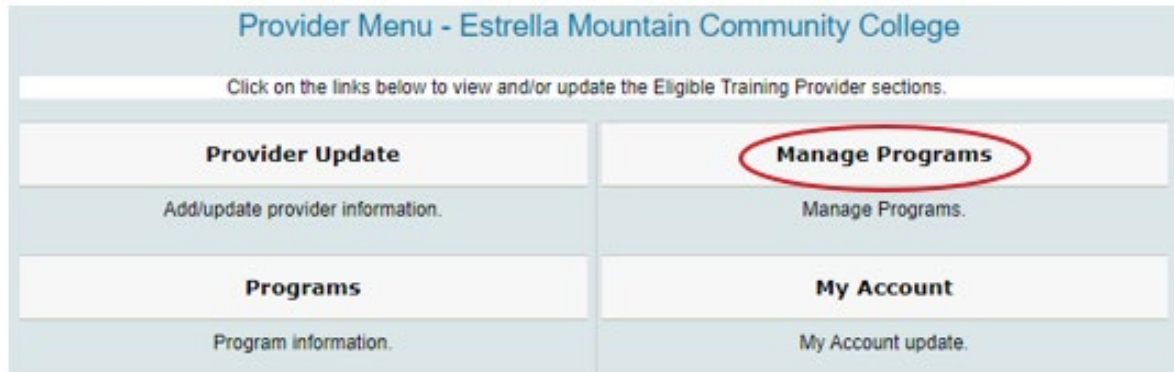 Provider Menu - Estrella Mountain Community College
Click on the links below to view and/or update the Eligible Training Provider sections.
Provider Update
Manage Programs
Add/update provider information.
Manage Programs.
Programs
My Account
Program information.
My Account update.